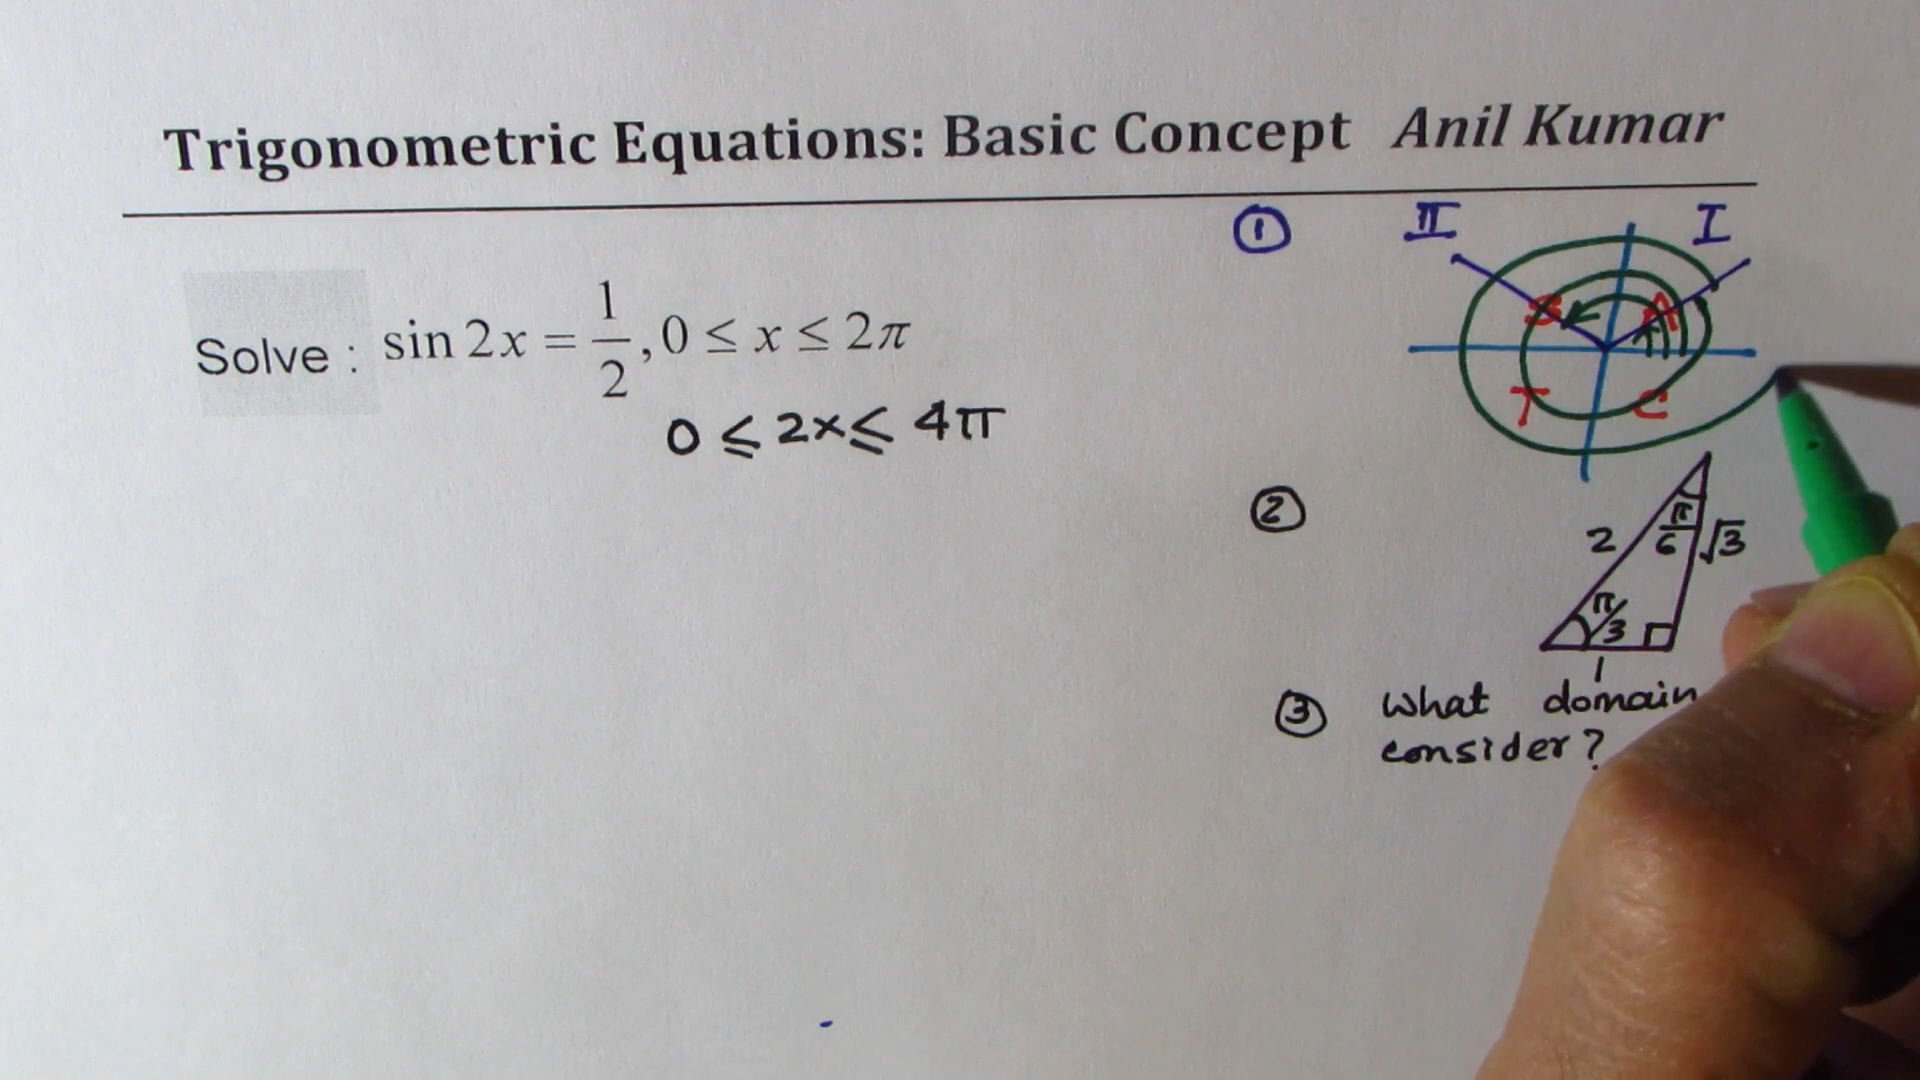 Trigonometric Equations: Basic Concept Anil Kumar
Solve : sin 2x = 1/2, 0 ≤ x ≤ 2π
0 ≤ 2x ≤ 4π
①
II I
S A
T C
②
2 π/6 √3
π/3
1
③ What domain
consider?